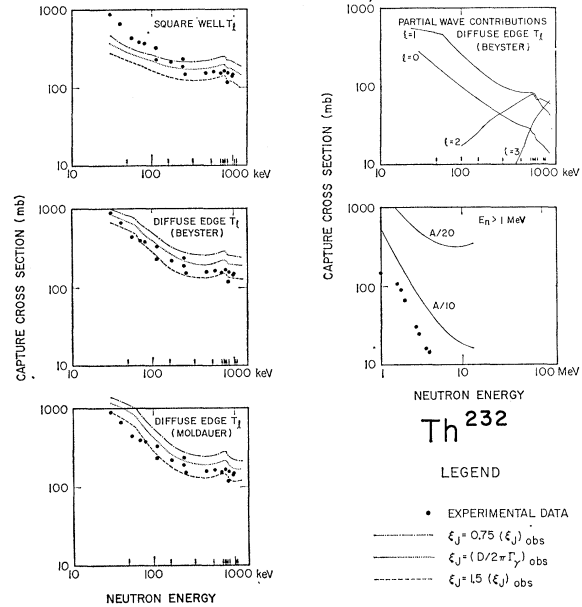 1000
SQUARE WELL Tℓ
100
10
10
100
1000 keV
1000
DIFFUSE EDGE Tℓ
(BEYSTER)
100
10
10
100
1000 keV
1000
DIFFUSE EDGE Tℓ
(MOLDAUER)
100
10
10
100
1000 keV
CAPTURE CROSS SECTION (mb)
NEUTRON ENERGY
1000
PARTIAL WAVE CONTRIBUTIONS
DIFFUSE EDGE Tℓ
(BEYSTER)
ℓ=1
ℓ=0
100
ℓ=2
ℓ=3
10
10
100
1000 keV
1000
En > 1 MeV
A/20
100
A/10
10
1
10
100 MeV
CAPTURE CROSS SECTION (mb)
NEUTRON ENERGY
Th232
LEGEND
• EXPERIMENTAL DATA
ξJ = 0.75 (ξJ) obs
ξJ = (D/2πΓγ) obs
ξJ = 1.5 (ξJ) obs